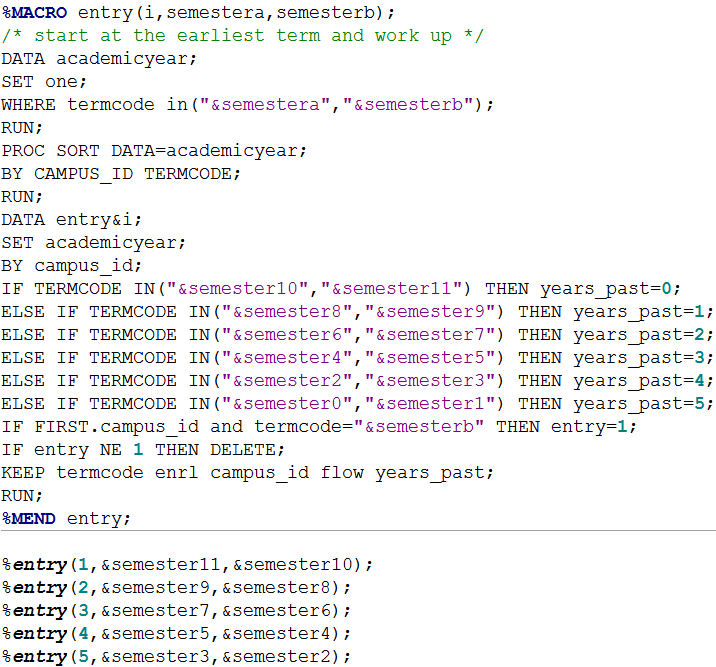 %MACRO entry(i,semestera,semesterb);
/* start at the earliest term and work up */
DATA academicyear;
SET one;
WHERE termcode in("&semestera","&semesterb");
RUN;
PROC SORT DATA=academicyear;
BY CAMPUS_ID TERMCODE;
RUN;
DATA entry&i;
SET academicyear;
BY campus_id;
IF TERMCODE IN("&semester10","&semester11") THEN years_past=0;
ELSE IF TERMCODE IN("&semester8","&semester9") THEN years_past=1;
ELSE IF TERMCODE IN("&semester6","&semester7") THEN years_past=2;
ELSE IF TERMCODE IN("&semester4","&semester5") THEN years_past=3;
ELSE IF TERMCODE IN("&semester2","&semester3") THEN years_past=4;
ELSE IF TERMCODE IN("&semester0","&semester1") THEN years_past=5;
IF FIRST.campus_id and termcode="&semesterb" THEN entry=1;
IF entry NE 1 THEN DELETE;
KEEP termcode enrl campus_id flow years_past;
RUN;
%MEND entry;
%entry(1,&semester11,&semester10);
%entry(2,&semester9,&semester8);
%entry(3,&semester7,&semester6);
%entry(4,&semester5,&semester4);
%entry(5,&semester3,&semester2);